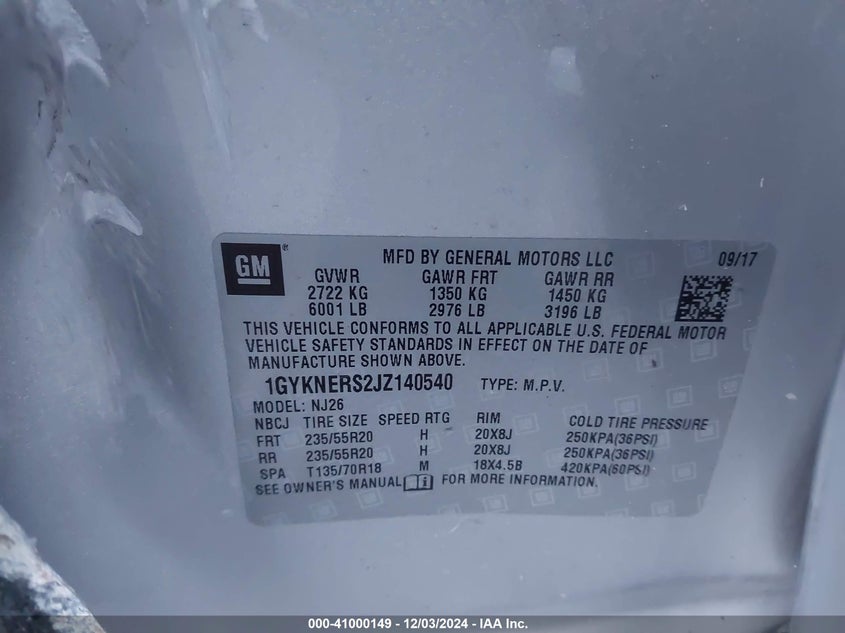 GM ® MFD BY GENERAL MOTORS LLC 09/17
GVWR GAWR FRT GAWR RR
2722 KG 1350 KG 1450 KG
6001 LB 2976 LB 3196 LB
THIS VEHICLE CONFORMS TO ALL APPLICABLE U.S. FEDERAL MOTOR
VEHICLE SAFETY STANDARDS IN EFFECT ON THE DATE OF
MANUFACTURE SHOWN ABOVE.
1GYKNERS2JZ140540 TYPE: M.P.V.
MODEL: NJ26
NBCJ TIRE SIZE SPEED RTG RIM COLD TIRE PRESSURE
FRT 235/55R20 H 20X8J 250KPA(36PSI)
RR 235/55R20 H 20X8J 250KPA(36PSI)
SPA T135/70R18 M 18X4.5B 420KPA(60PSI)
SEE OWNER'S MANUAL i FOR MORE INFORMATION.
000-41000149 - 12/03/2024 - IAA Inc.